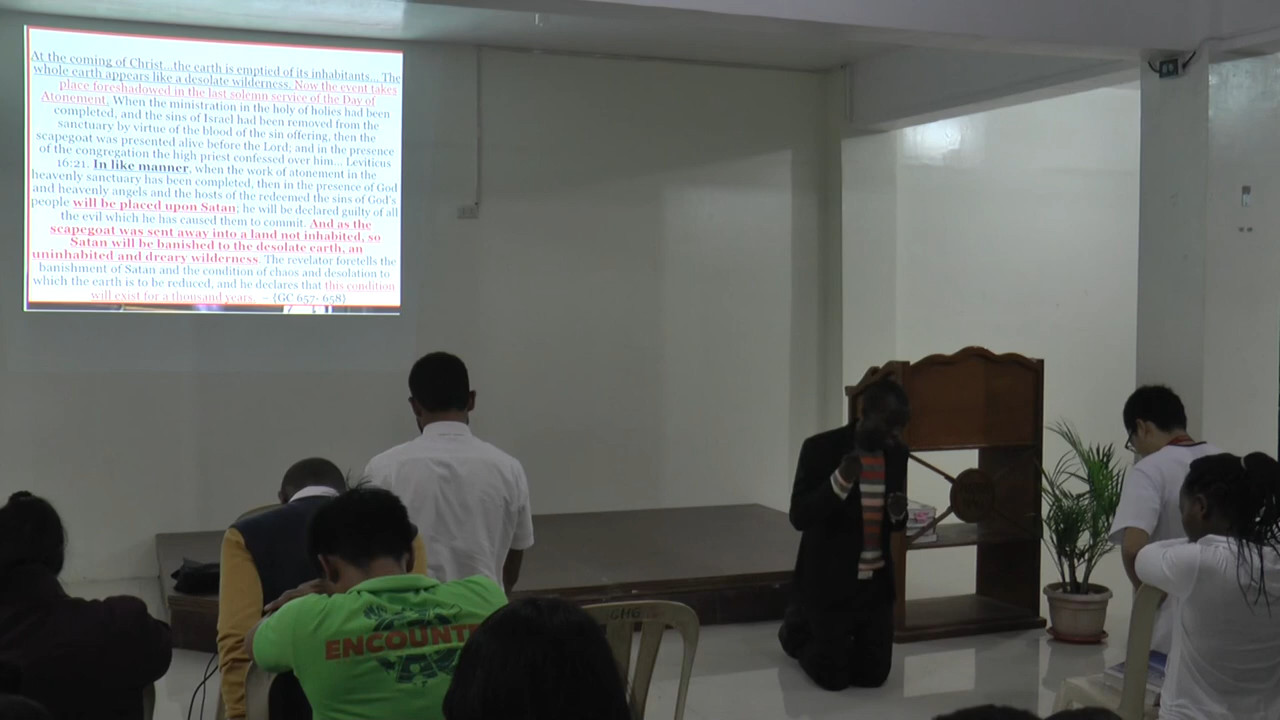 At the coming of Christ...the earth is emptied of its inhabitants... The
whole earth appears like a desolate wilderness. Now the event takes
place foreshadowed in the last solemn service of the Day of
Atonement. When the ministration in the holy of holies had been
completed, and the sins of Israel had been removed from the
sanctuary by virtue of the blood of the sin offering, then the
scapegoat was presented alive before the Lord; and in the presence
of the congregation the high priest confessed over him... Leviticus
16:21. In like manner, when the work of atonement in the
heavenly sanctuary has been completed, then in the presence of God
and heavenly angels and the hosts of the redeemed the sins of God's
people will be placed upon Satan; he will be declared guilty of all
the evil which he has caused them to commit. And as the
scapegoat was sent away into a land not inhabited, so
Satan will be banished to the desolate earth, an
uninhabited and dreary wilderness. The revelator foretells the
banishment of Satan and the condition of chaos and desolation to
which the earth is to be reduced, and he declares that this condition
will exist for a thousand years. – {GC 657- 658}
GHG